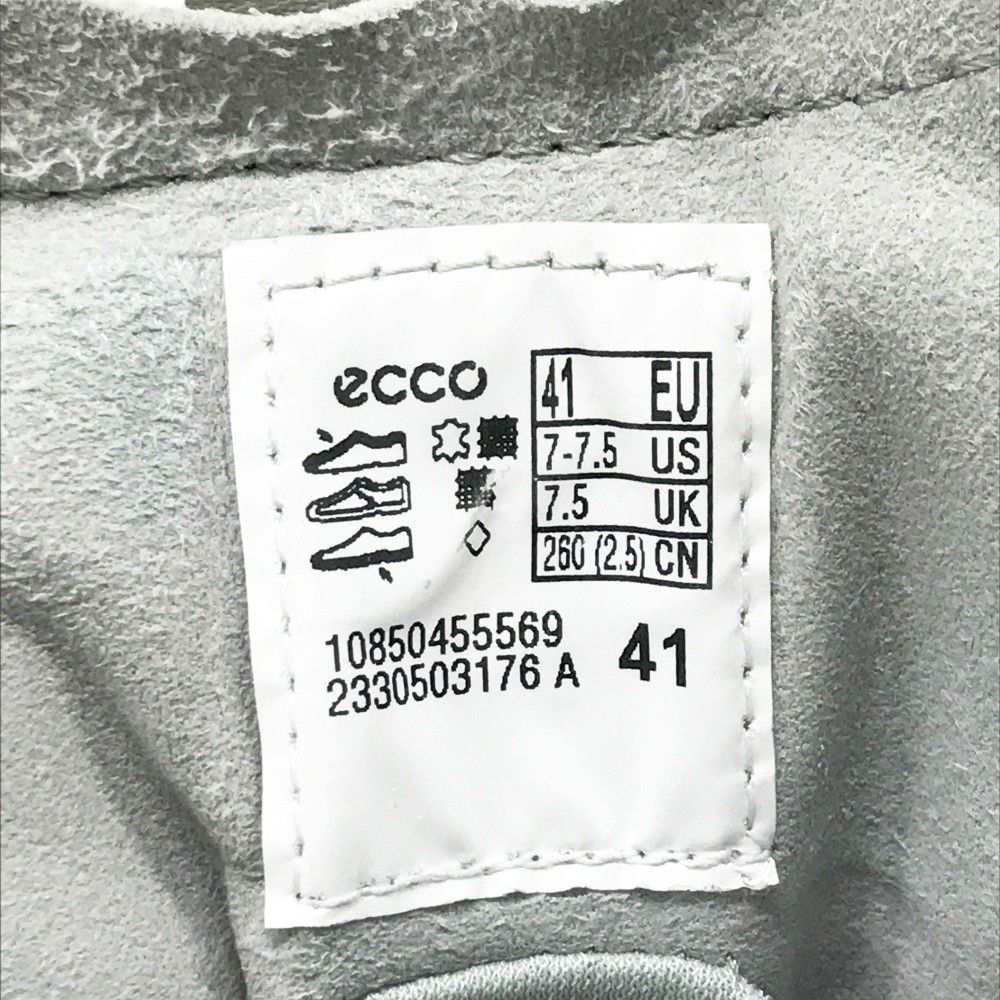 ecco
41 EU
7-7.5 US
7.5 UK
260 (2.5) CN
10850455569
2330503176 A
41